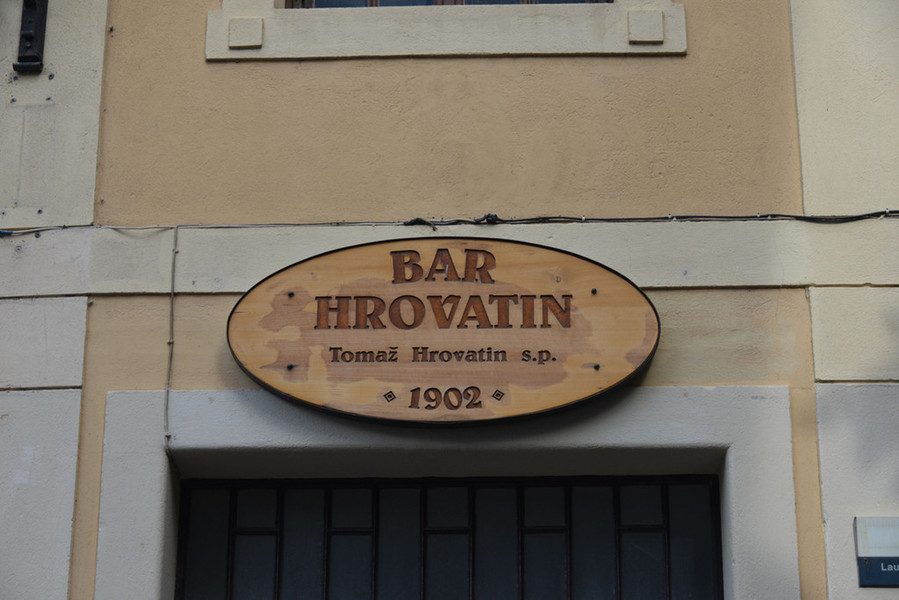 BAR
HROVATIN
Tomaž Hrovatin s.p.
1902